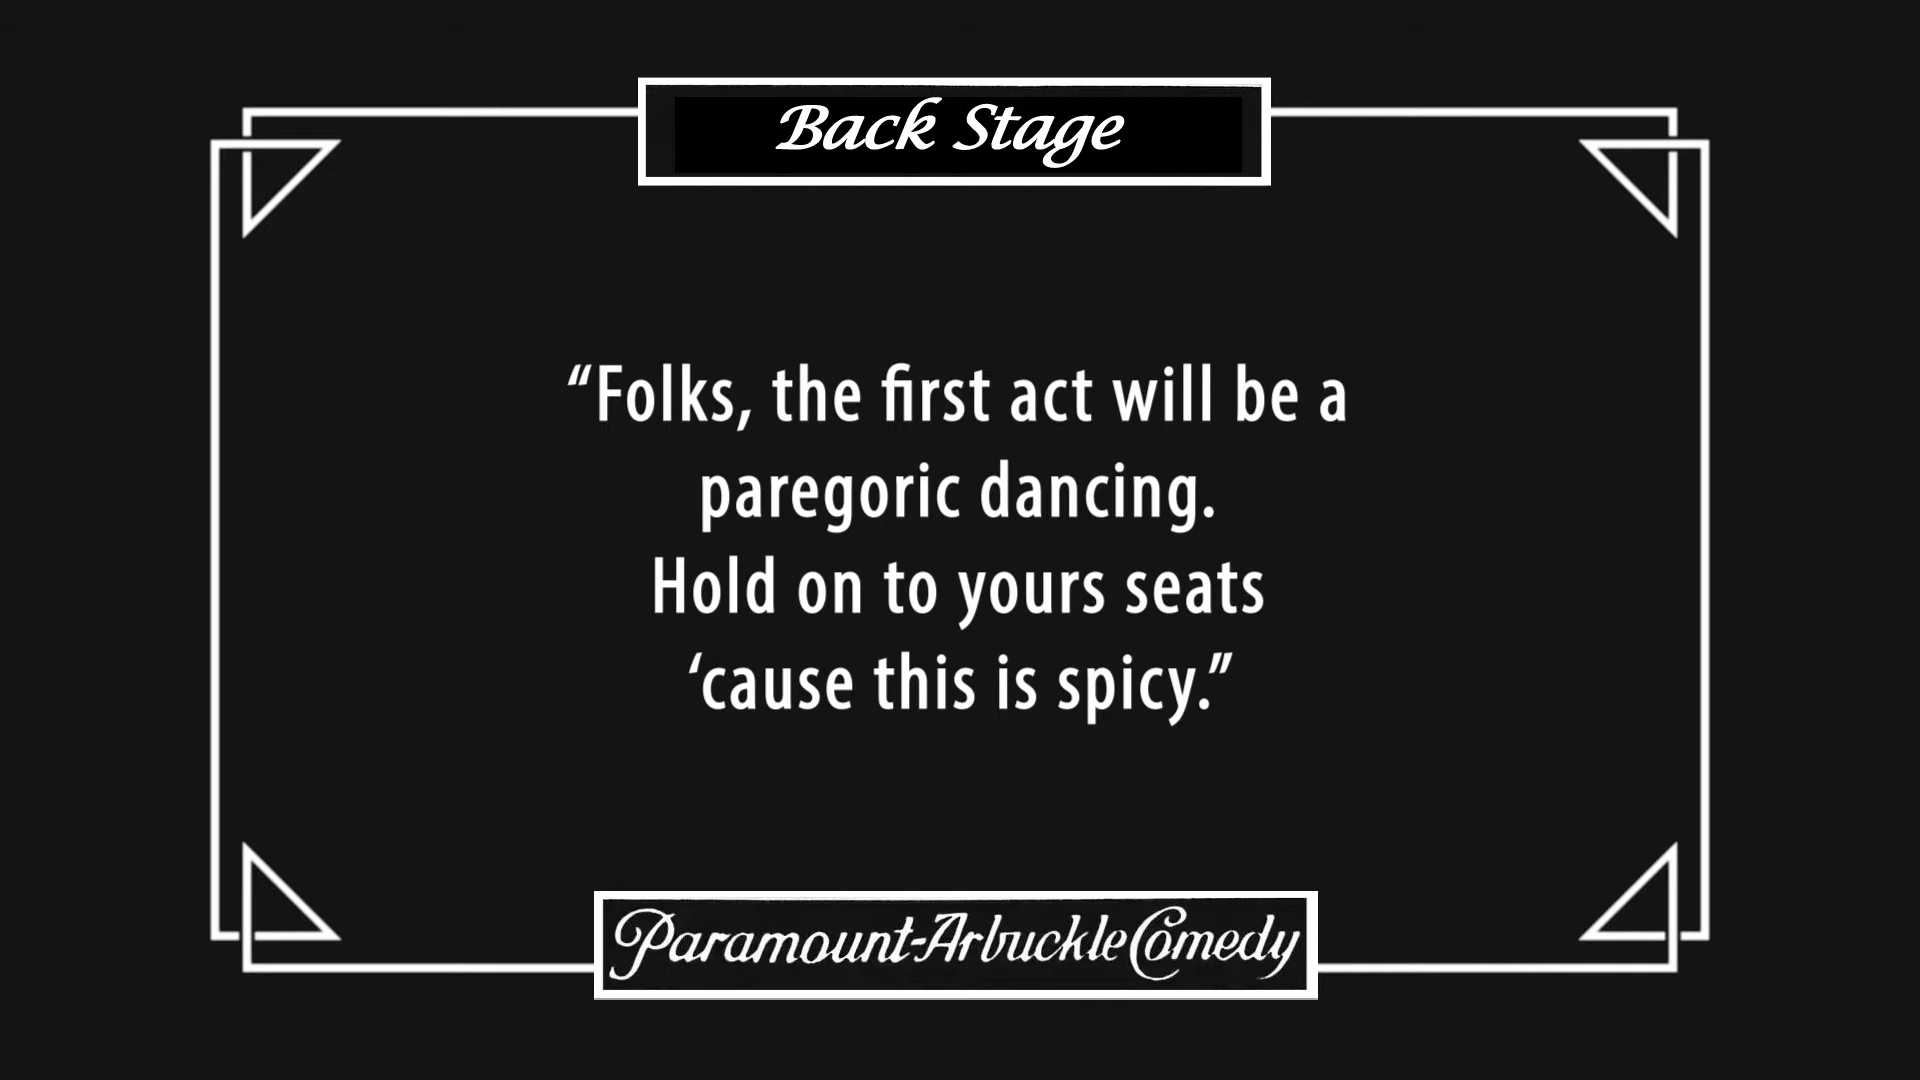 Back Stage
“Folks, the first act will be a
paregoric dancing.
Hold on to yours seats
‘cause this is spicy.”
Paramount-Arbuckle Comedy